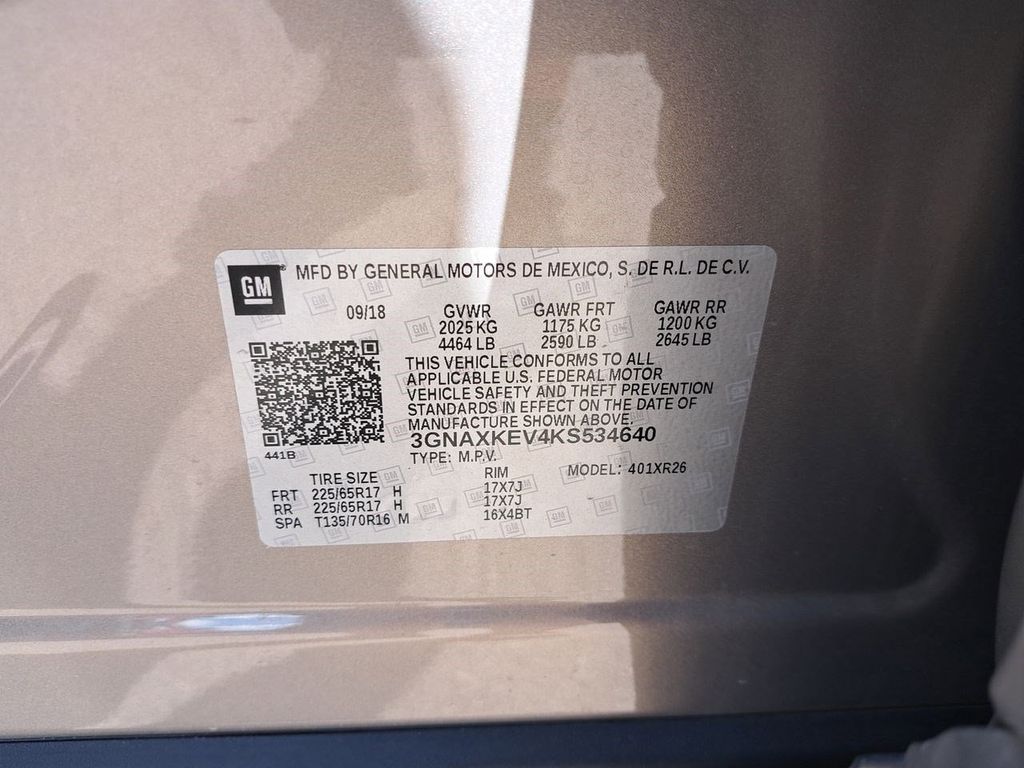 GM® MFD BY GENERAL MOTORS DE MEXICO, S. DE R.L. DE C.V.
09/18 GVWR GAWR FRT GAWR RR
2025 KG 1175 KG 1200 KG
4464 LB 2590 LB 2645 LB
THIS VEHICLE CONFORMS TO ALL
APPLICABLE U.S. FEDERAL MOTOR
VEHICLE SAFETY AND THEFT PREVENTION
STANDARDS IN EFFECT ON THE DATE OF
MANUFACTURE SHOWN ABOVE.
3GNAXKEV4KS534640
441B TYPE: M.P.V.
TIRE SIZE RIM MODEL: 401XR26
FRT 225/65R17 H 17X7J
RR 225/65R17 H 17X7J
SPA T135/70R16 M 16X4BT